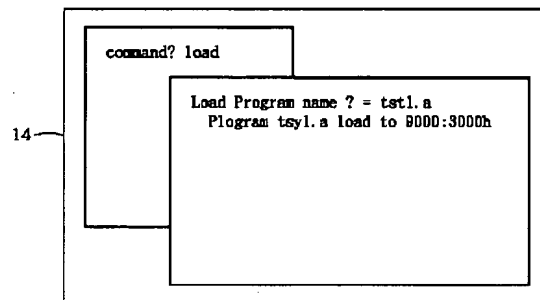 command? load
Load Program name ? = tst1.a
Plogram tsy1.a load to 9000:3000h
14